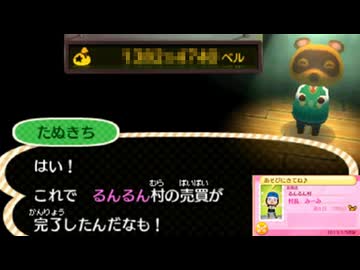 ベル
たぬきち
はい！
これで るんるん村の売買が
むら ばいばい
完了したんだなも！
かんりょう
あそびにきてね♪
るんるん村
村長 みーみ